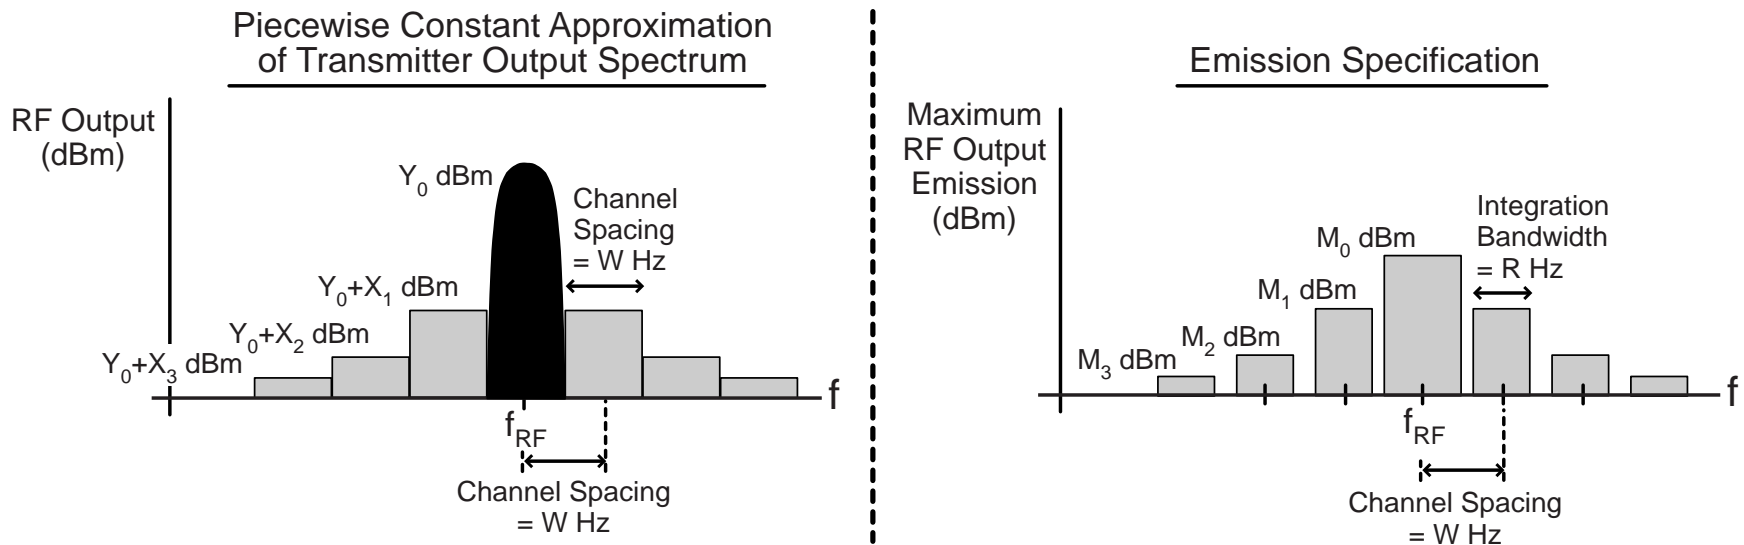 Piecewise Constant Approximation
of Transmitter Output Spectrum
RF Output
(dBm)
Y0 dBm
Channel
Spacing
= W Hz
Y0+X1 dBm
Y0+X2 dBm
Y0+X3 dBm
f
fRF
Channel Spacing
= W Hz
Emission Specification
Maximum
RF Output
Emission
(dBm)
Integration
Bandwidth
= R Hz
M0 dBm
M1 dBm
M2 dBm
M3 dBm
f
fRF
Channel Spacing
= W Hz